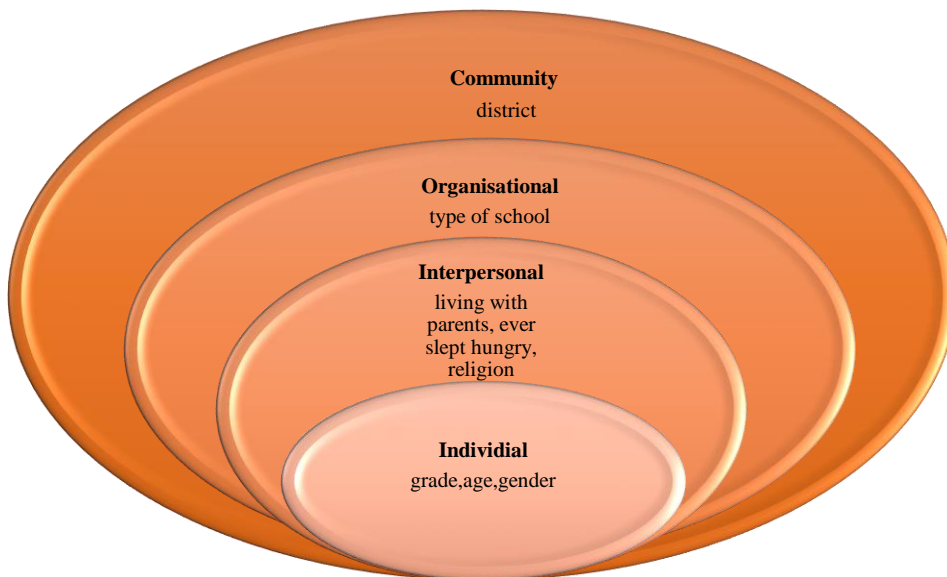 Community
district
Organisational
type of school
Interpersonal
living with
parents, ever
slept hungry,
religion
Individial
grade,age,gender